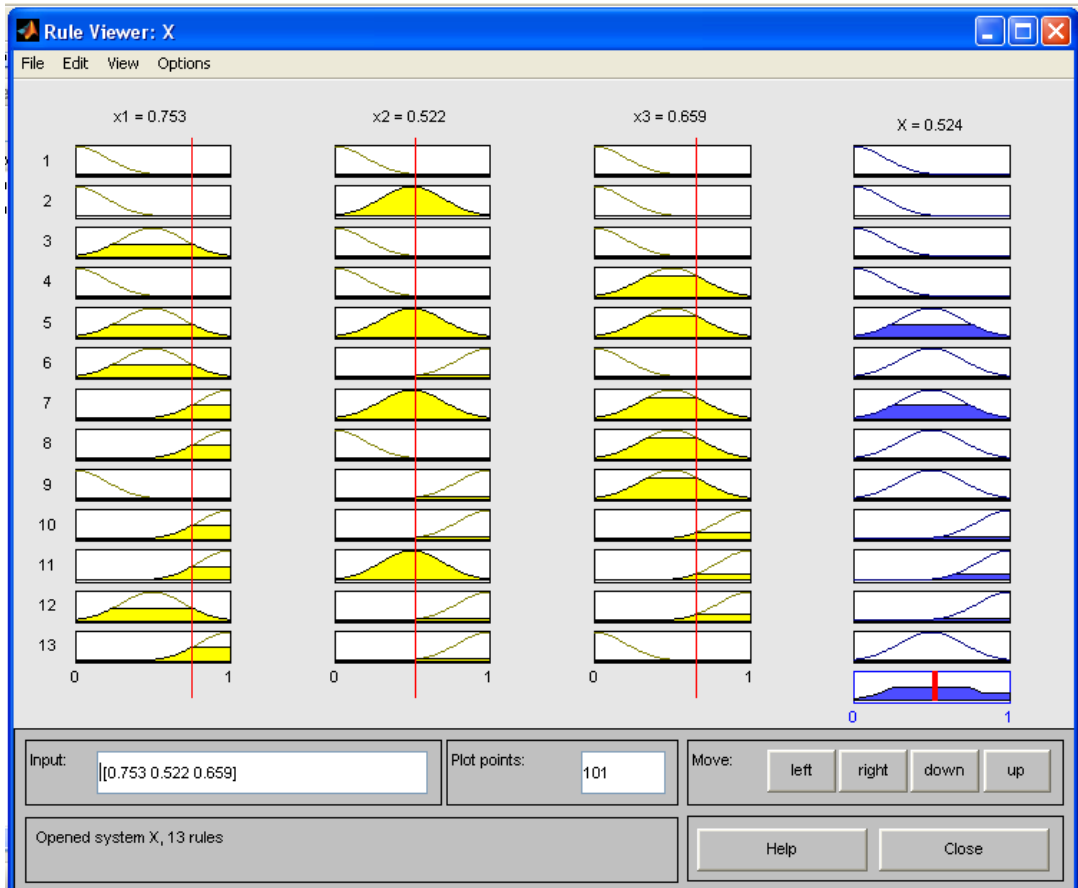 Rule Viewer: X
File Edit View Options
x1 = 0.753 x2 = 0.522 x3 = 0.659 X = 0.524
1
2
3
4
5
6
7
8
9
10
11
12
13
0 1 0 1 0 1
0 1
Input: [0.753 0.522 0.659] Plot points: 101 Move: left right down up
Opened system X, 13 rules Help Close